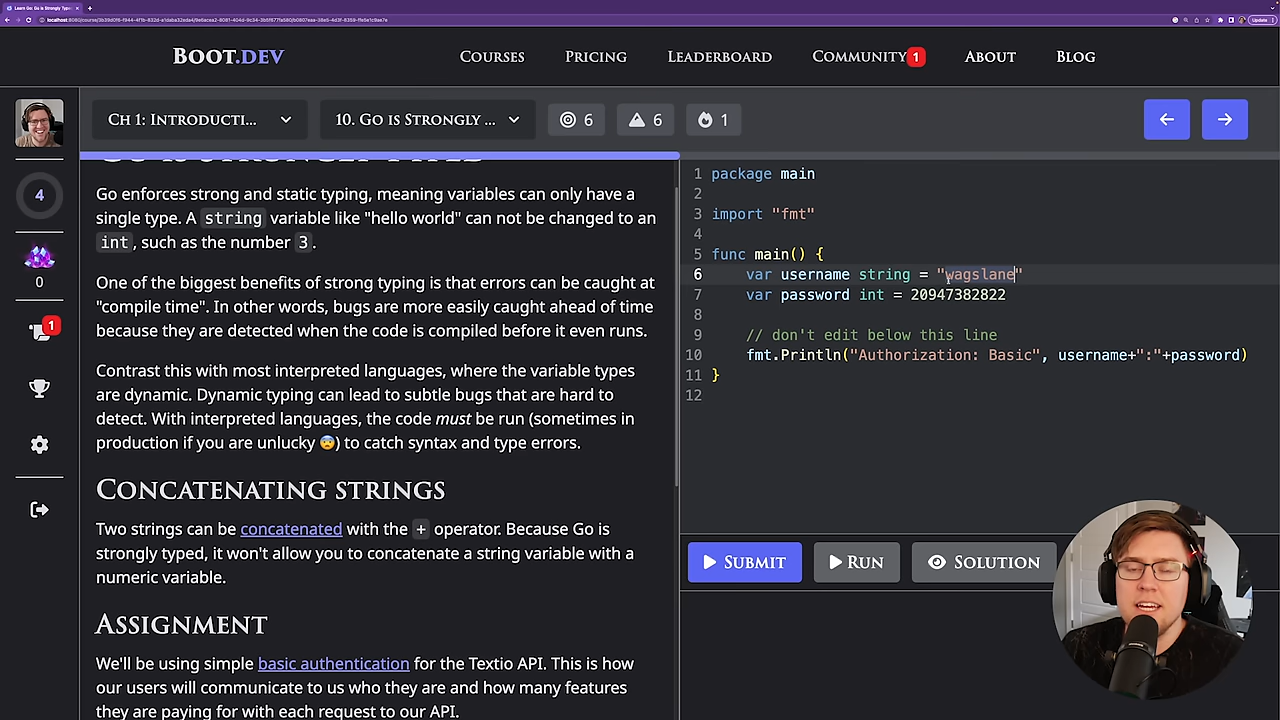 Learn Go: Go is Strongly Type
Update
BOOT.DEV
COURSES
PRICING
LEADERBOARD
COMMUNITY
1
ABOUT
BLOG
CH 1: INTRODUCTI...
10. GO IS STRONGLY ...
6
6
1
4
0
1
GO IS STRONGLY TYPED
Go enforces strong and static typing, meaning variables can only have a
single type. A string variable like "hello world" can not be changed to an
int, such as the number 3.
One of the biggest benefits of strong typing is that errors can be caught at
"compile time". In other words, bugs are more easily caught ahead of time
because they are detected when the code is compiled before it even runs.
Contrast this with most interpreted languages, where the variable types
are dynamic. Dynamic typing can lead to subtle bugs that are hard to
detect. With interpreted languages, the code must be run (sometimes in
production if you are unlucky 😨) to catch syntax and type errors.
CONCATENATING STRINGS
Two strings can be concatenated with the + operator. Because Go is
strongly typed, it won't allow you to concatenate a string variable with a
numeric variable.
ASSIGNMENT
We'll be using simple basic authentication for the Textio API. This is how
our users will communicate to us who they are and how many features
they are paying for with each request to our API.
1 package main
2
3 import "fmt"
4
5 func main() {
6 var username string = "wagslane"
7 var password int = 20947382822
8
9 // don't edit below this line
10 fmt.Println("Authorization: Basic", username+":"+password)
11 }
12
SUBMIT
RUN
SOLUTION